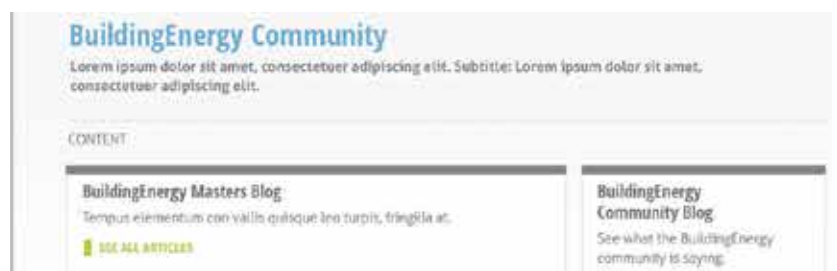 BuildingEnergy Community
Lorem ipsum dolor sit amet, consectetuer adipiscing elit. Subtitle: Lorem ipsum dolor sit amet,
consectetuer adipiscing elit.
CONTENT
BuildingEnergy Masters Blog
Tempus elementum con vallis quisque leo turpis, fringilla at.
SEE ALL ARTICLES
BuildingEnergy
Community Blog
See what the BuildingEnergy
community is saying.